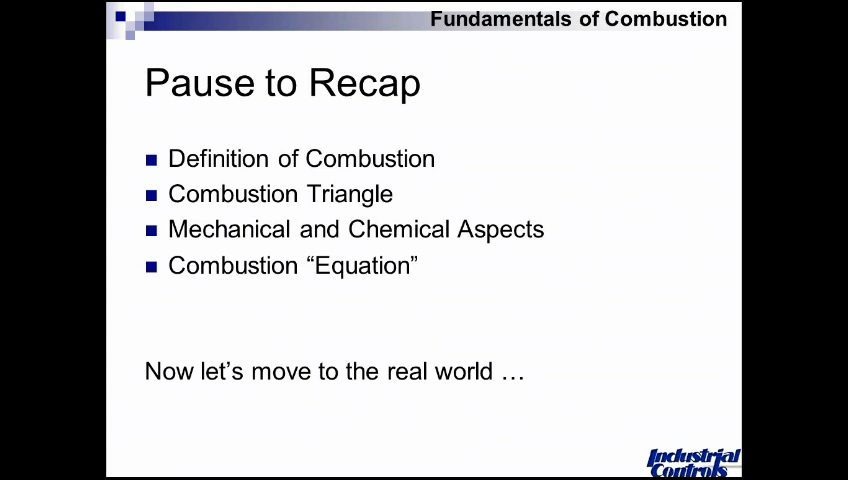 Fundamentals of Combustion
Pause to Recap
Definition of Combustion
Combustion Triangle
Mechanical and Chemical Aspects
Combustion “Equation”
Now let’s move to the real world …
Industrial
Controls